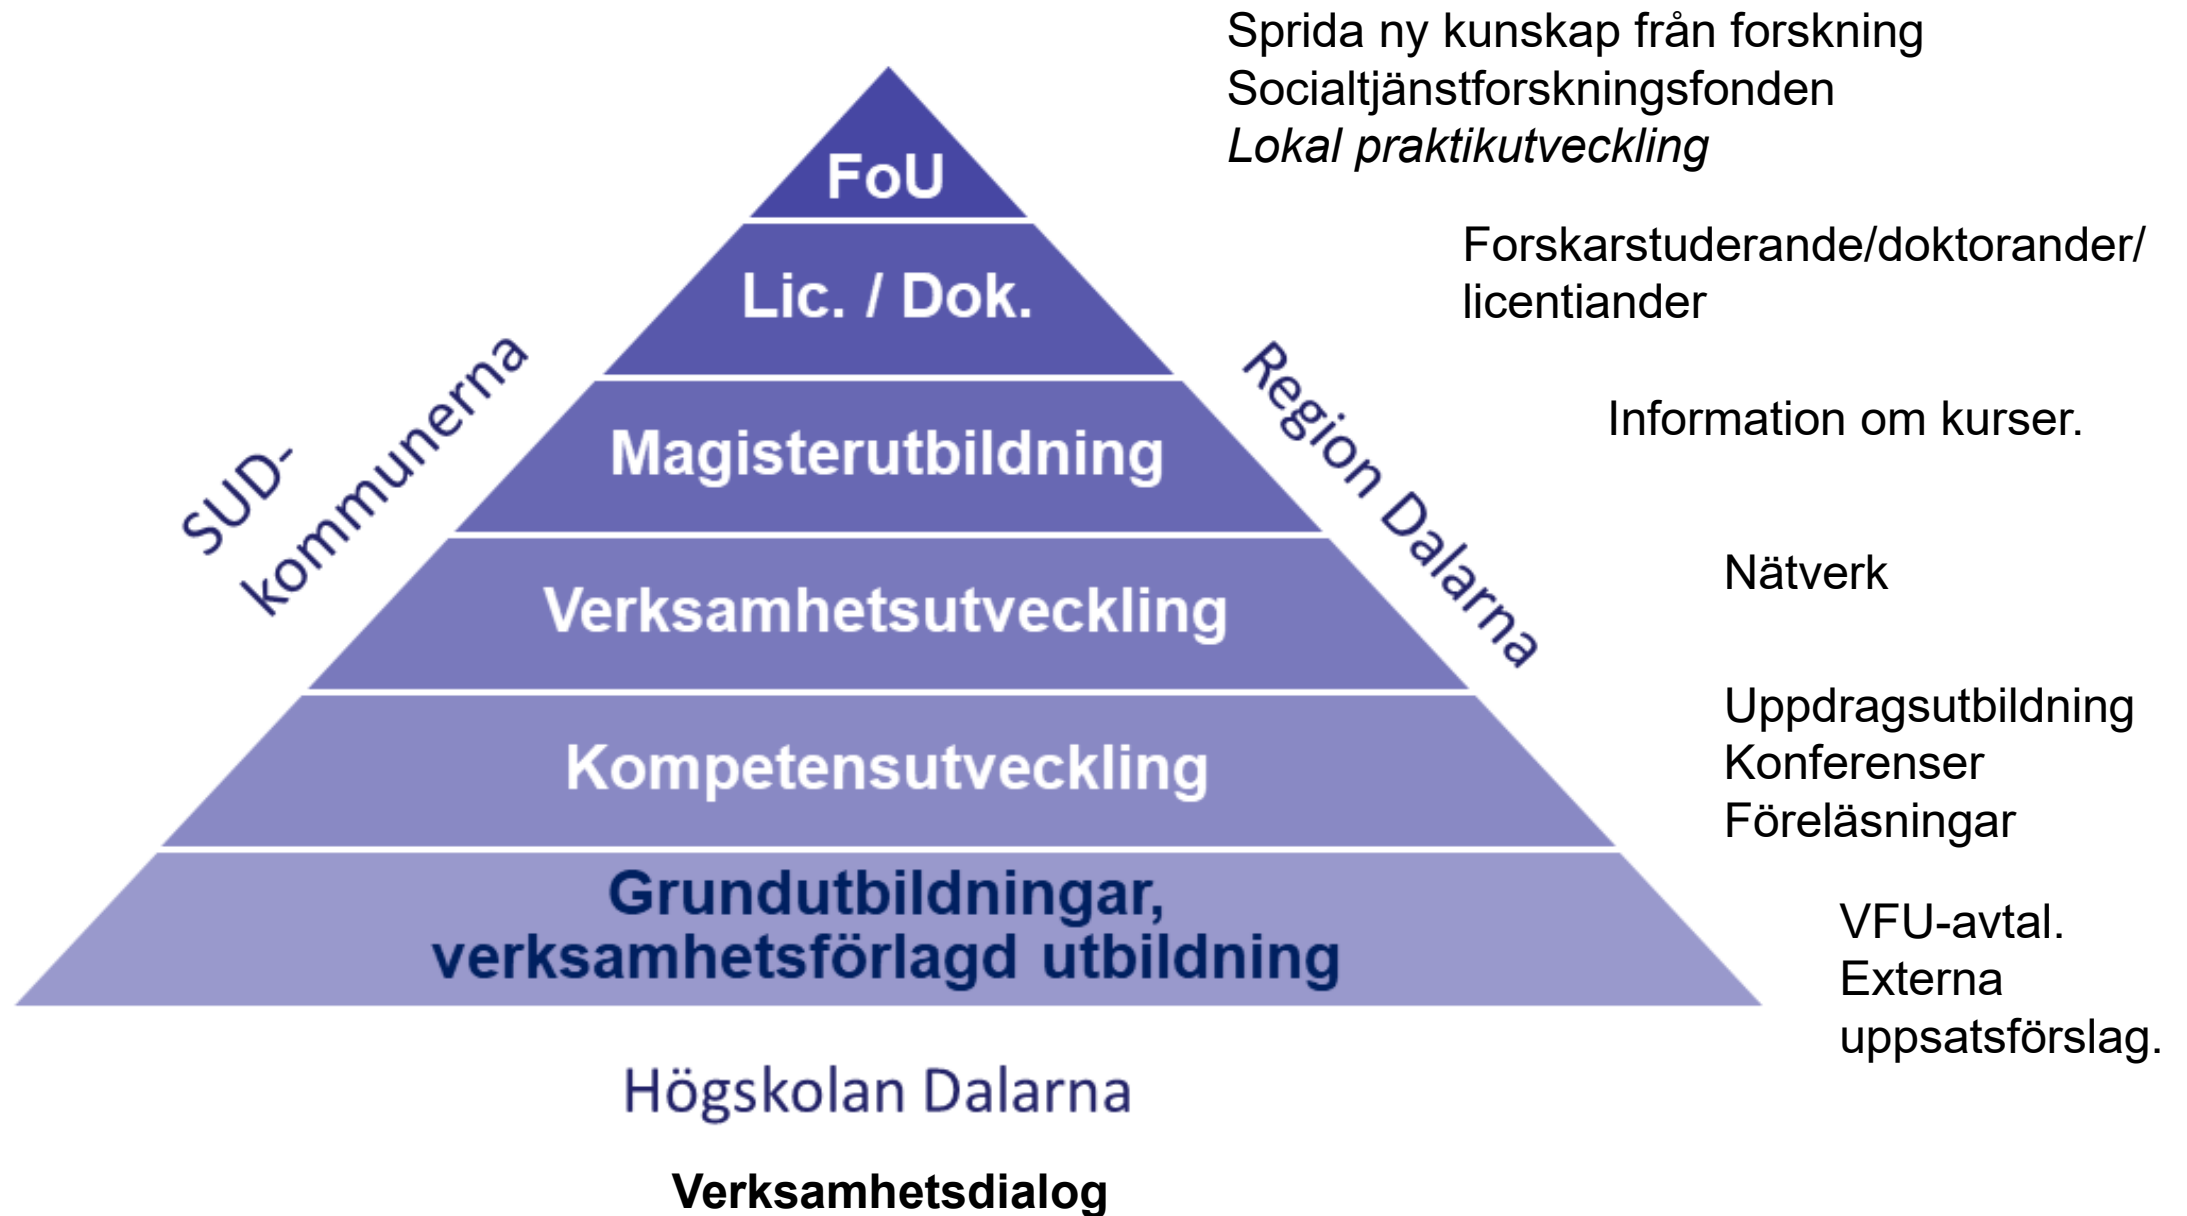 Sprida ny kunskap från forskning
Socialtjänstforskningsfonden
Lokal praktikutveckling
FoU
Forskarstuderande/doktorander/
licentiander
Lic. / Dok.
SUD-
kommunerna
Region Dalarna
Information om kurser.
Magisterutbildning
Nätverk
Verksamhetsutveckling
Uppdragsutbildning
Konferenser
Föreläsningar
Kompetensutveckling
Grundutbildningar,
verksamhetsförlagd utbildning
VFU-avtal.
Externa
uppsatsförslag.
Högskolan Dalarna
Verksamhetsdialog